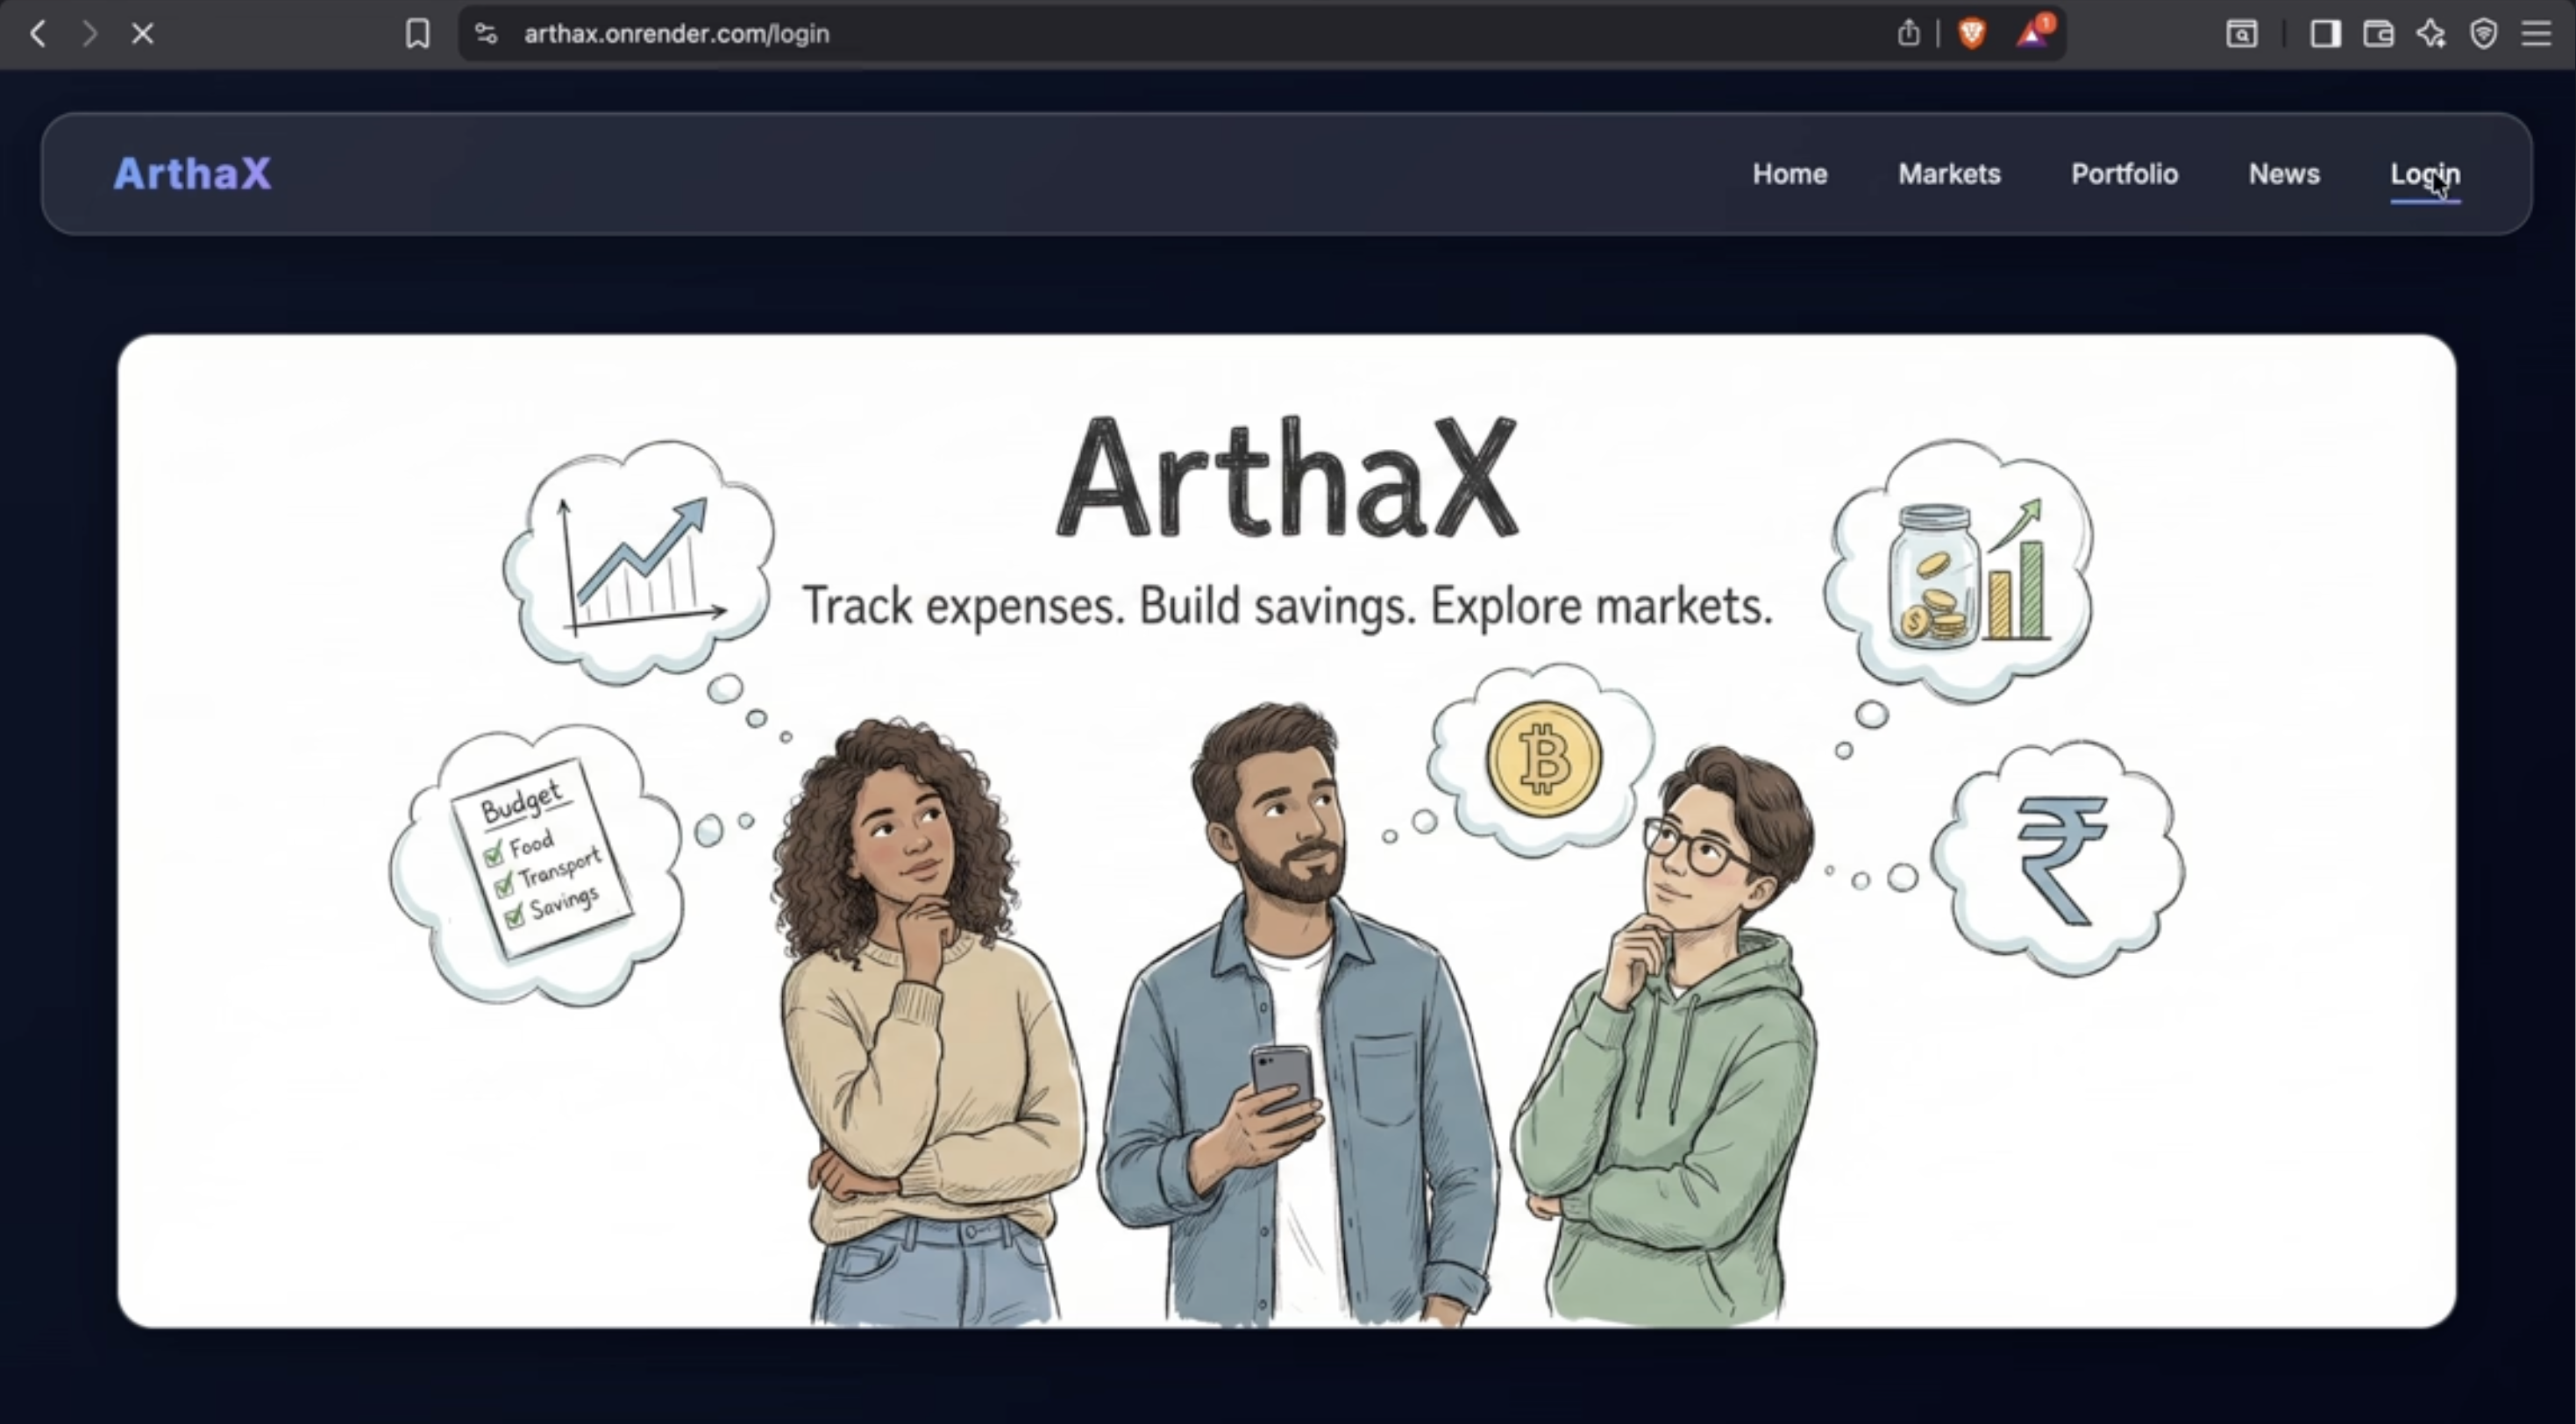 arthax.onrender.com/login
1
ArthaX
Home Markets Portfolio News Login
ArthaX
Track expenses. Build savings. Explore markets.
Budget
Food
Transport
Savings
$
₿
₹